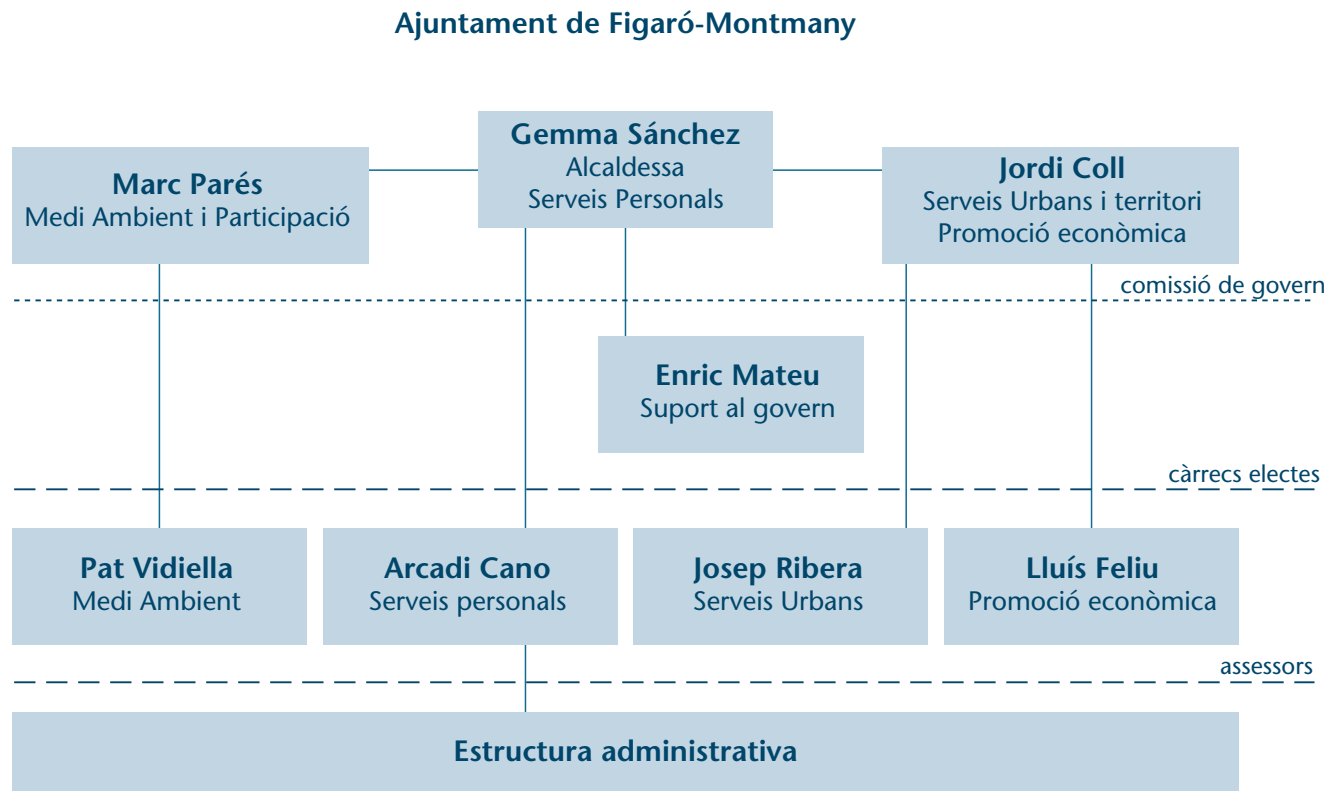 Ajuntament de Figaró-Montmany
Marc Parés
Medi Ambient i Participació
Gemma Sánchez
Alcaldessa
Serveis Personals
Jordi Coll
Serveis Urbans i territori
Promoció econòmica
comissió de govern
Enric Mateu
Suport al govern
càrrecs electes
Pat Vidiella
Medi Ambient
Arcadi Cano
Serveis personals
Josep Ribera
Serveis Urbans
Lluís Feliu
Promoció econòmica
assessors
Estructura administrativa